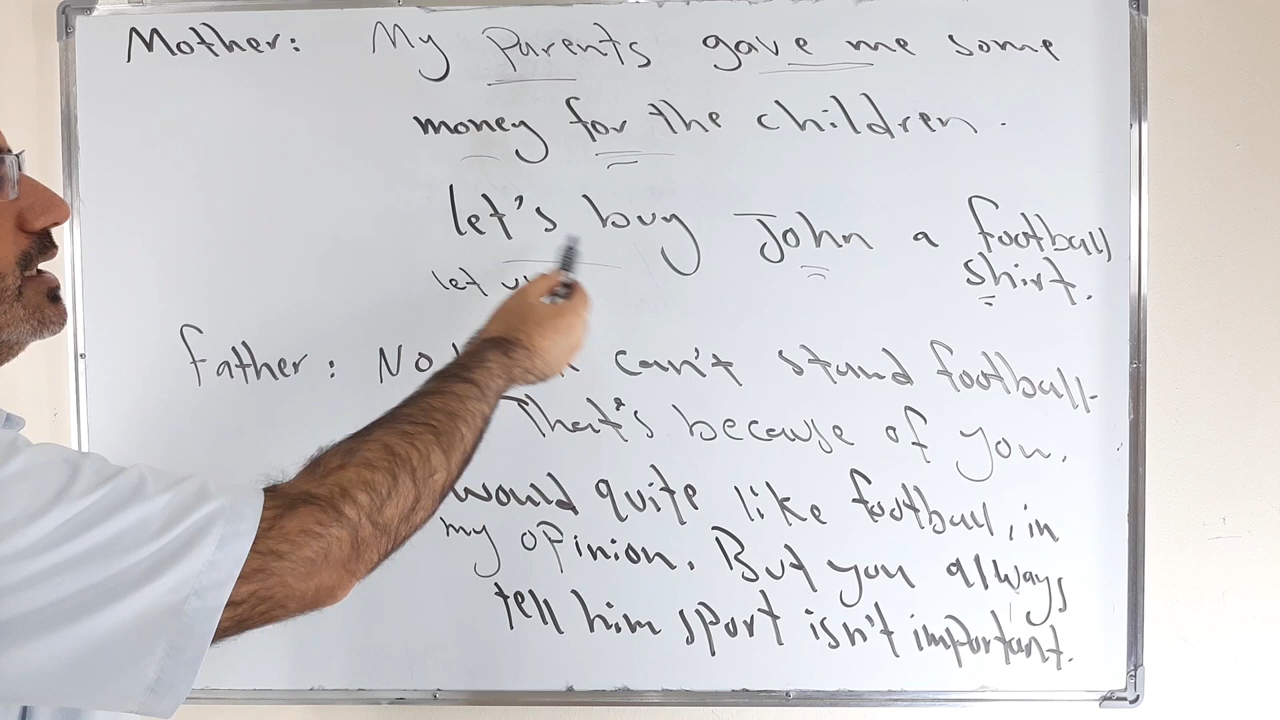 Mother: My Parents gave me some
money for the children.
let's buy John a football
shirt.
let
father: No can't stand football.
That's because of you.
would quite like football, in
my opinion. But you always
tell him sport isn't important.